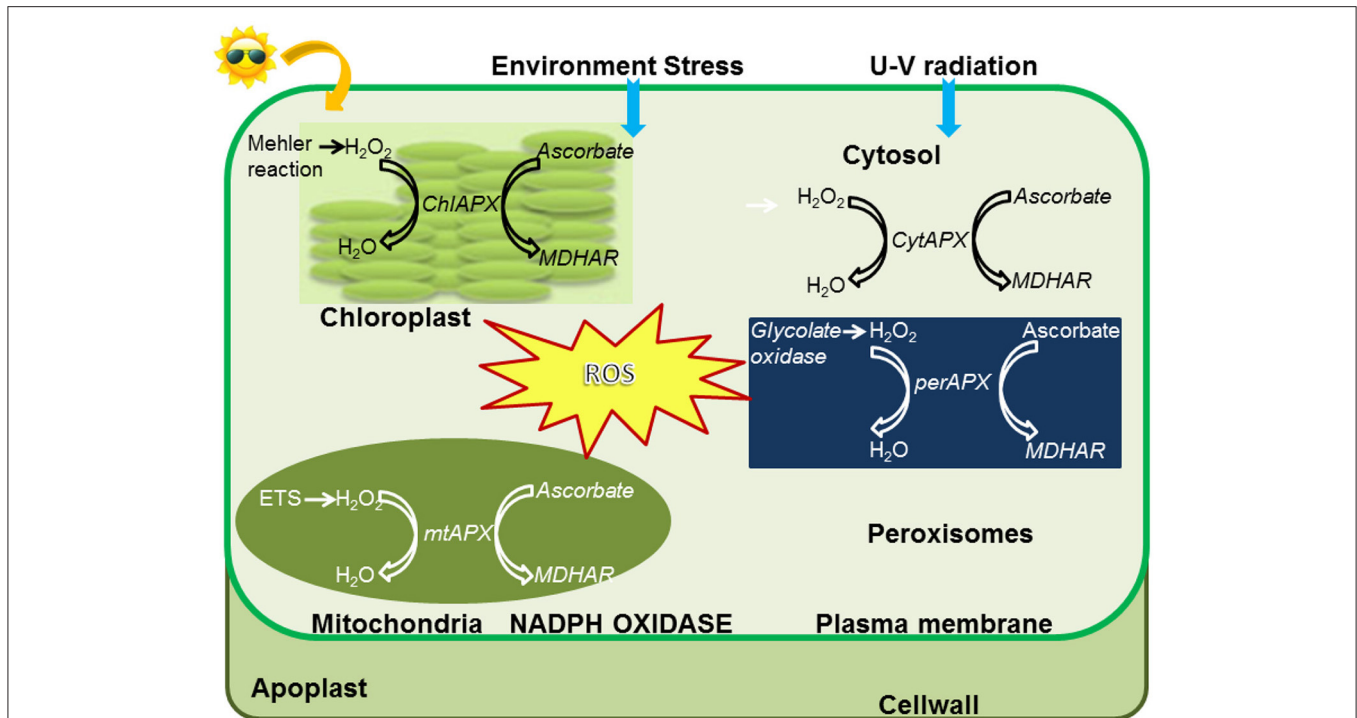 Environment Stress
U-V radiation
Mehler
reaction
H₂O₂
Ascorbate
ChlAPX
H₂O
MDHAR
Chloroplast
Cytosol
H₂O₂
Ascorbate
CytAPX
H₂O
MDHAR
ROS
Glycolate
oxidase
H₂O₂
Ascorbate
perAPX
H₂O
MDHAR
Peroxisomes
ETS
H₂O₂
Ascorbate
mtAPX
H₂O
MDHAR
Mitochondria
NADPH OXIDASE
Plasma membrane
Apoplast
Cellwall